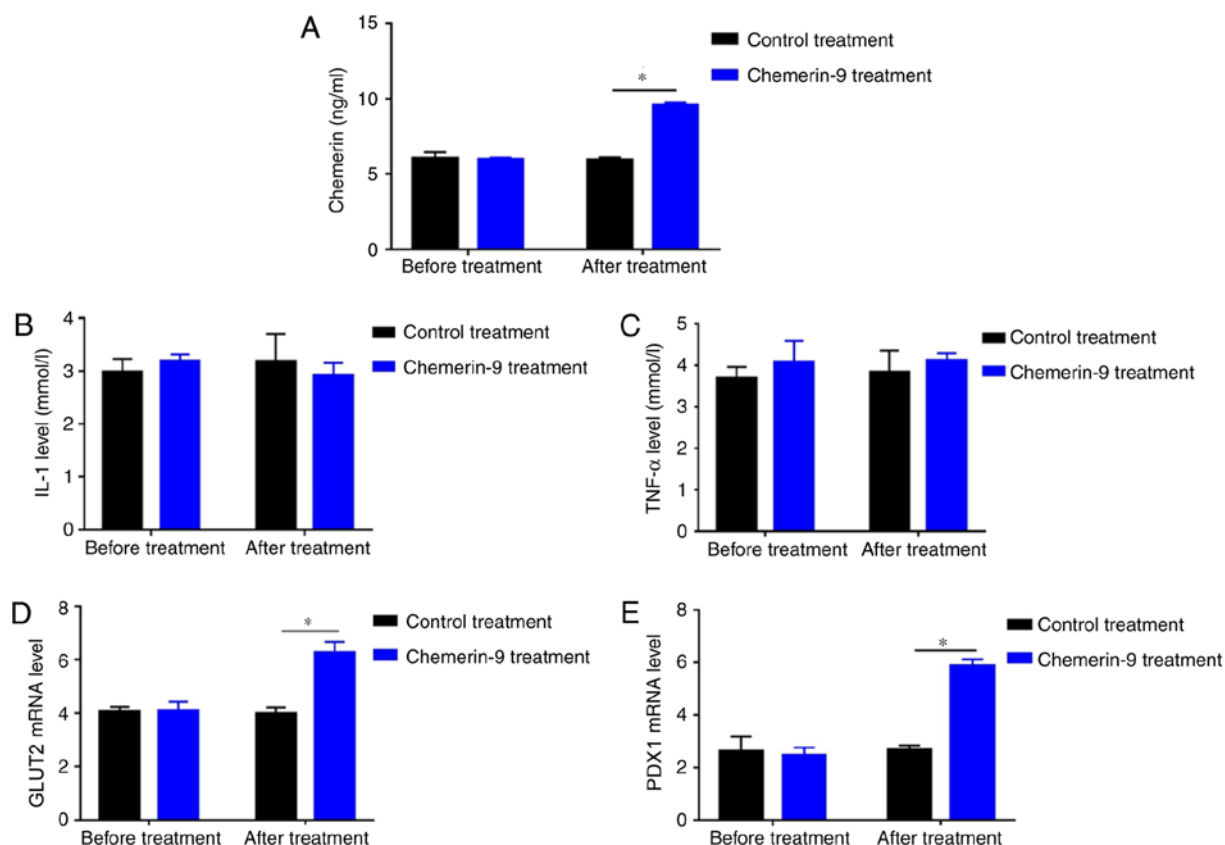 A
15
10
5
0
Chemerin (ng/ml)
*
Control treatment
Chemerin-9 treatment
Before treatment
After treatment
B
4
3
2
1
0
IL-1 level (mmol/l)
Control treatment
Chemerin-9 treatment
Before treatment
After treatment
C
5
4
3
2
1
0
TNF-α level (mmol/l)
Control treatment
Chemerin-9 treatment
Before treatment
After treatment
D
8
6
4
2
0
GLUT2 mRNA level
*
Control treatment
Chemerin-9 treatment
Before treatment
After treatment
E
8
6
4
2
0
PDX1 mRNA level
*
Control treatment
Chemerin-9 treatment
Before treatment
After treatment